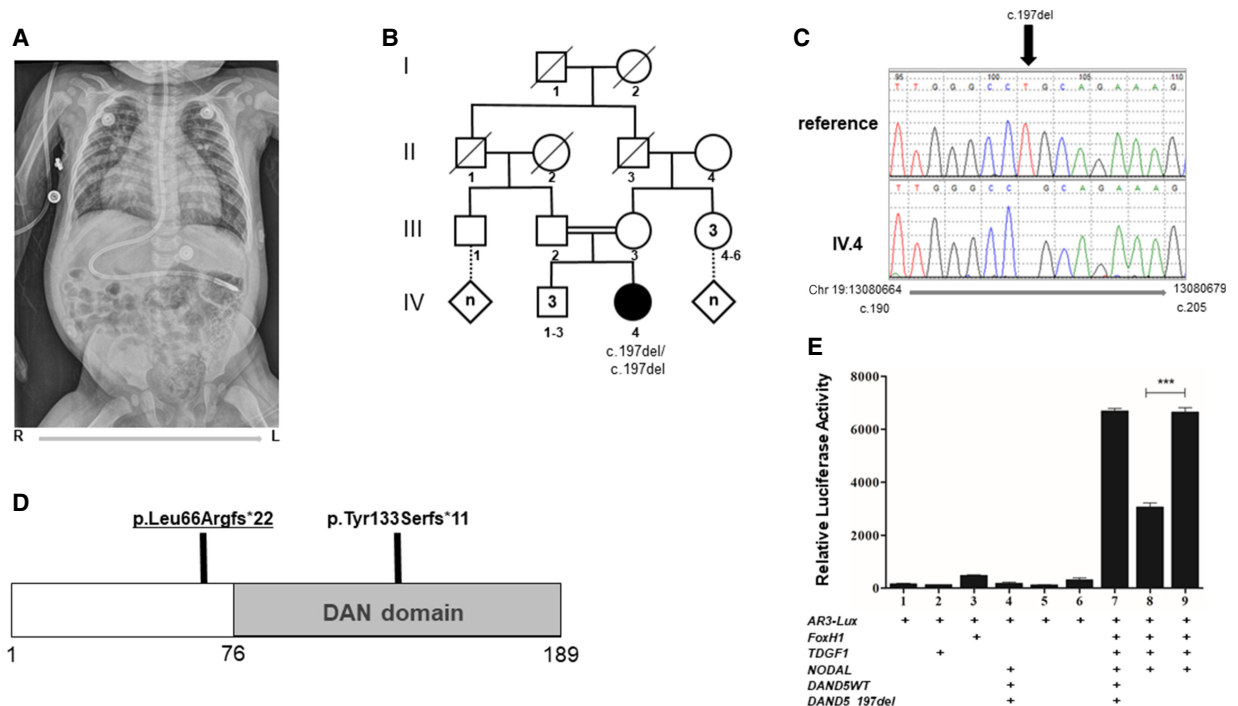 A
R L
B
I
1 2
II
1 2 3 4
III
3
1 2 3 4-6
IV
n 3 n
1-3 4
c.197del/
c.197del
C
c.197del
95 100 105 110
T T G G G C C T G C A G A A A G
reference
T T G G G C C G C A G A A A G
IV.4
Chr 19:13080664 13080679
c.190 c.205
D
p.Leu66Argfs*22 p.Tyr133Serfs*11
DAN domain
1 76 189
E
Relative Luciferase Activity
8000
6000
4000
2000
0
***
1 2 3 4 5 6 7 8 9
AR3-Lux + + + + + + + + +
FoxH1 + + + +
TDGF1 + + + +
NODAL + + + +
DAND5WT + +
DAND5_197del + +